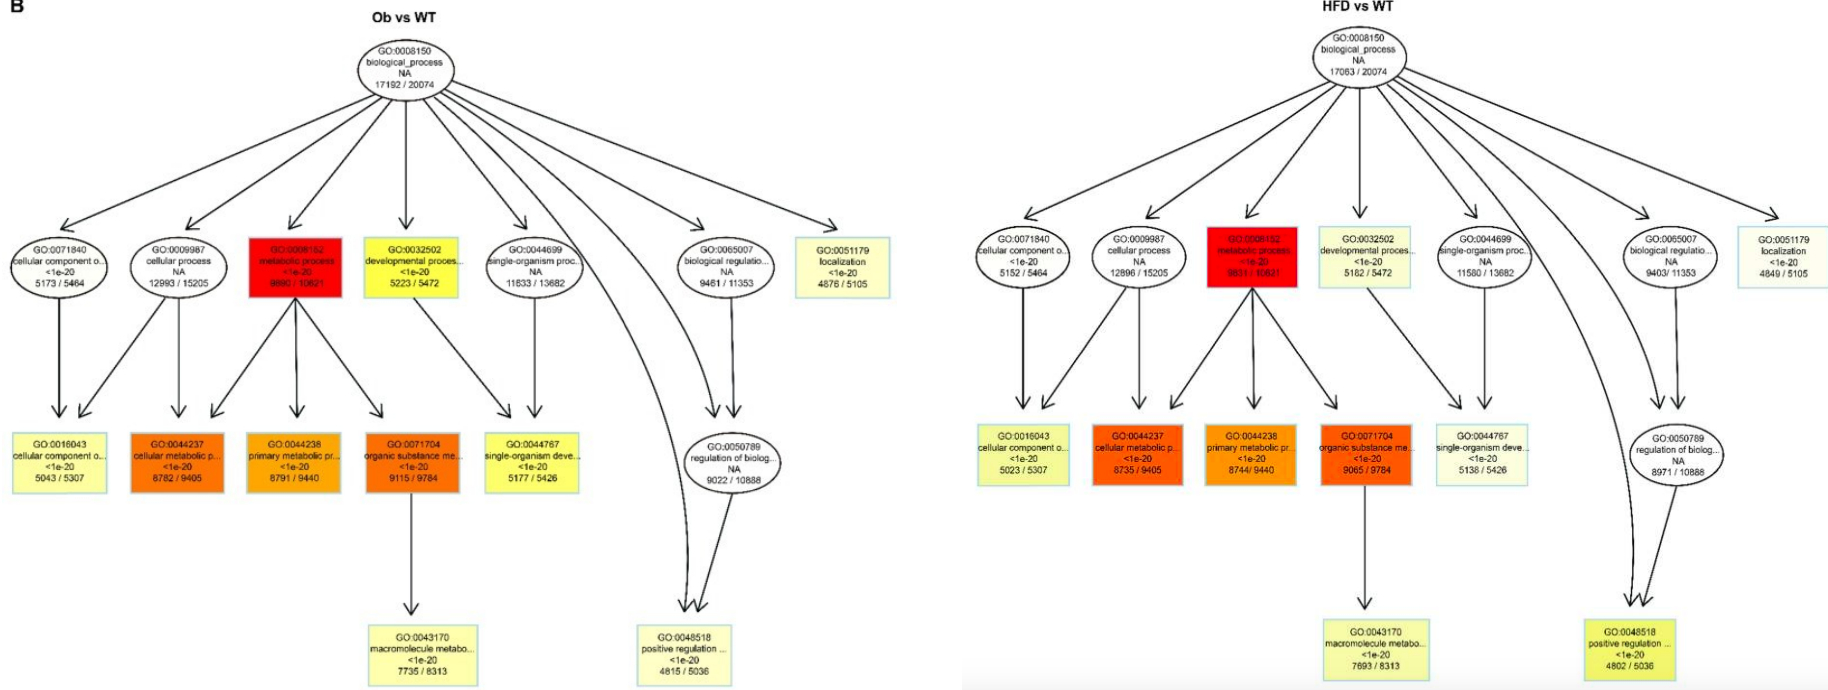 B
Ob vs WT
GO:0008150
biological_process
NA
17192 / 20074
GO:0071840
cellular component o...
<1e-20
5173 / 5464
GO:0009987
cellular process
NA
12993 / 15205
GO:0008152
metabolic process
<1e-20
9890 / 10621
GO:0032502
developmental proces...
<1e-20
5223 / 5472
GO:0044699
single-organism proc...
NA
11633 / 13682
GO:0065007
biological regulatio...
NA
9461 / 11353
GO:0051179
localization
<1e-20
4876 / 5105
GO:0016043
cellular component o...
<1e-20
5043 / 5307
GO:0044237
cellular metabolic p...
<1e-20
8782 / 9405
GO:0044238
primary metabolic pr...
<1e-20
8791 / 9440
GO:0071704
organic substance me...
<1e-20
9115 / 9784
GO:0044767
single-organism deve...
<1e-20
5177 / 5426
GO:0050789
regulation of biolog...
NA
9022 / 10888
GO:0043170
macromolecule metabo...
<1e-20
7735 / 8313
GO:0048518
positive regulation ...
<1e-20
4815 / 5036
HFD vs WT
GO:0008150
biological_process
NA
17063 / 20074
GO:0071840
cellular component o...
<1e-20
5152 / 5464
GO:0009987
cellular process
NA
12896 / 15205
GO:0008152
metabolic process
<1e-20
9831 / 10621
GO:0032502
developmental proces...
<1e-20
5182 / 5472
GO:0044699
single-organism proc...
NA
11580 / 13682
GO:0065007
biological regulatio...
NA
9403/ 11353
GO:0051179
localization
<1e-20
4849 / 5105
GO:0016043
cellular component o...
<1e-20
5023 / 5307
GO:0044237
cellular metabolic p...
<1e-20
8735 / 9405
GO:0044238
primary metabolic pr...
<1e-20
8744/ 9440
GO:0071704
organic substance me...
<1e-20
9065 / 9784
GO:0044767
single-organism deve...
<1e-20
5138 / 5426
GO:0050789
regulation of biolog...
NA
8971 / 10888
GO:0043170
macromolecule metabo...
<1e-20
7693 / 8313
GO:0048518
positive regulation ...
<1e-20
4802 / 5036